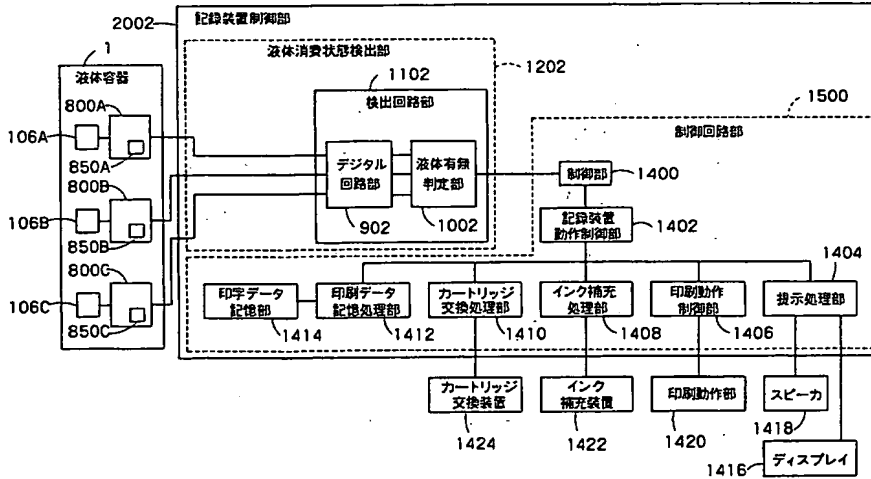 2002
記録装置制御部
1
液体容器
800A
106A
850A
800B
106B
850B
800C
106C
850C
液体消費状態検出部
1202
1102
検出回路部
デジタル
回路部
902
液体有無
判定部
1002
1500
制御回路部
制御部
1400
記録装置
動作制御部
1402
1404
印字データ
記憶部
1414
印刷データ
記憶処理部
1412
カートリッジ
交換処理部
1410
インク補充
処理部
1408
印刷動作
制御部
1406
提示処理部
カートリッジ
交換装置
1424
インク
補充装置
1422
印刷動作部
1420
スピーカ
1418
ディスプレイ
1416